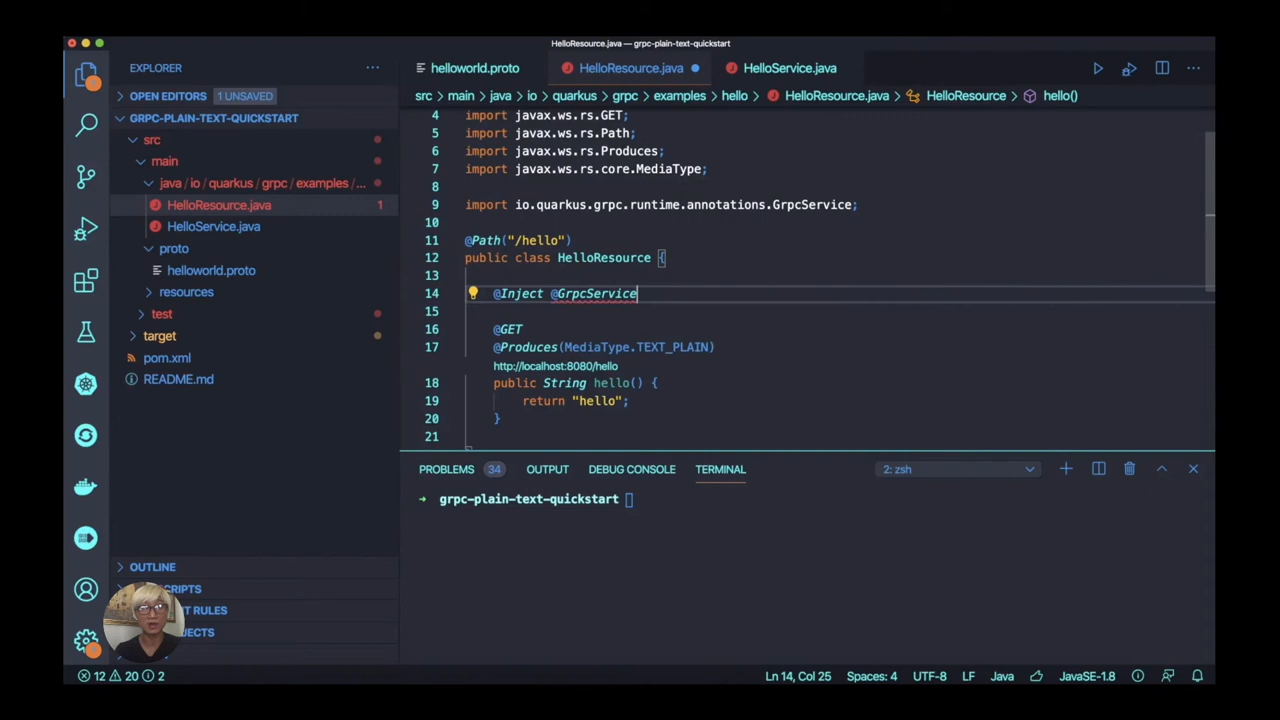 HelloResource.java — grpc-plain-text-quickstart
EXPLORER
OPEN EDITORS 1 UNSAVED
GRPC-PLAIN-TEXT-QUICKSTART
src
main
java / io / quarkus / grpc / examples / ...
HelloResource.java 1
HelloService.java
proto
helloworld.proto
resources
test
target
pom.xml
README.md
OUTLINE
CRIPTS
T RULES
JECTS
helloworld.proto HelloResource.java HelloService.java
src > main > java > io > quarkus > grpc > examples > hello > HelloResource.java > HelloResource > hello()
4 import javax.ws.rs.GET;
5 import javax.ws.rs.Path;
6 import javax.ws.rs.Produces;
7 import javax.ws.rs.core.MediaType;
8
9 import io.quarkus.grpc.runtime.annotations.GrpcService;
10
11 @Path("/hello")
12 public class HelloResource {
13
14 @Inject @GrpcService
15
16 @GET
17 @Produces(MediaType.TEXT_PLAIN)
http://localhost:8080/hello
18 public String hello() {
19 return "hello";
20 }
21
PROBLEMS 34 OUTPUT DEBUG CONSOLE TERMINAL 2: zsh
→ grpc-plain-text-quickstart
12 20 2 Ln 14, Col 25 Spaces: 4 UTF-8 LF Java JavaSE-1.8